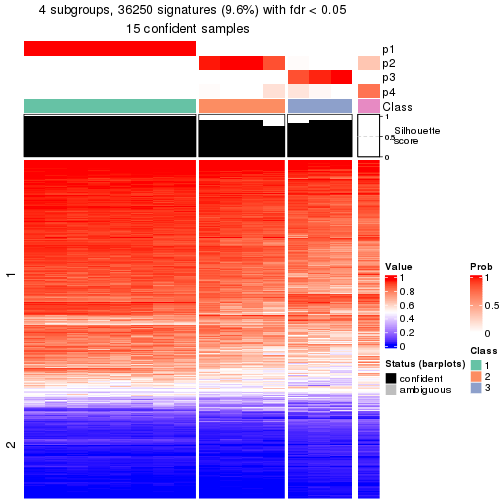 4 subgroups, 36250 signatures (9.6%) with fdr < 0.05
15 confident samples
p1
p2
p3
p4
Class
1
0.5
0
Silhouette
score
1
2
Value
1
0.8
0.6
0.4
0.2
0
Prob
1
0.5
0
Status (barplots)
confident
ambiguous
Class
1
2
3